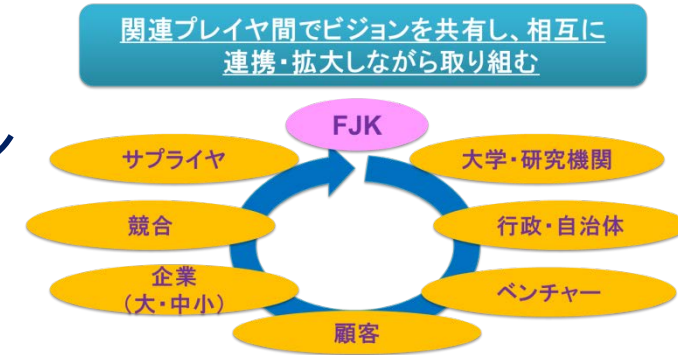 関連プレイヤ間でビジョンを共有し、相互に
連携・拡大しながら取り組む
FJK
サプライヤ
大学・研究機関
競合
行政・自治体
企業
(大・中小)
ベンチャー
顧客